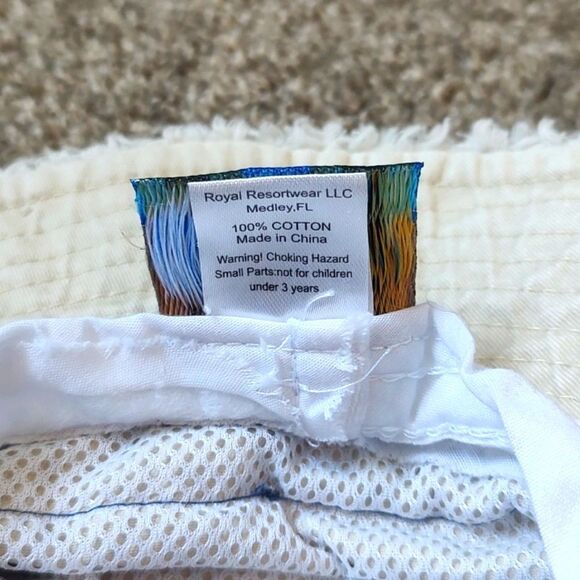 Royal Resortwear LLC
Medley,FL
100% COTTON
Made in China
Warning! Choking Hazard
Small Parts:not for children
under 3 years